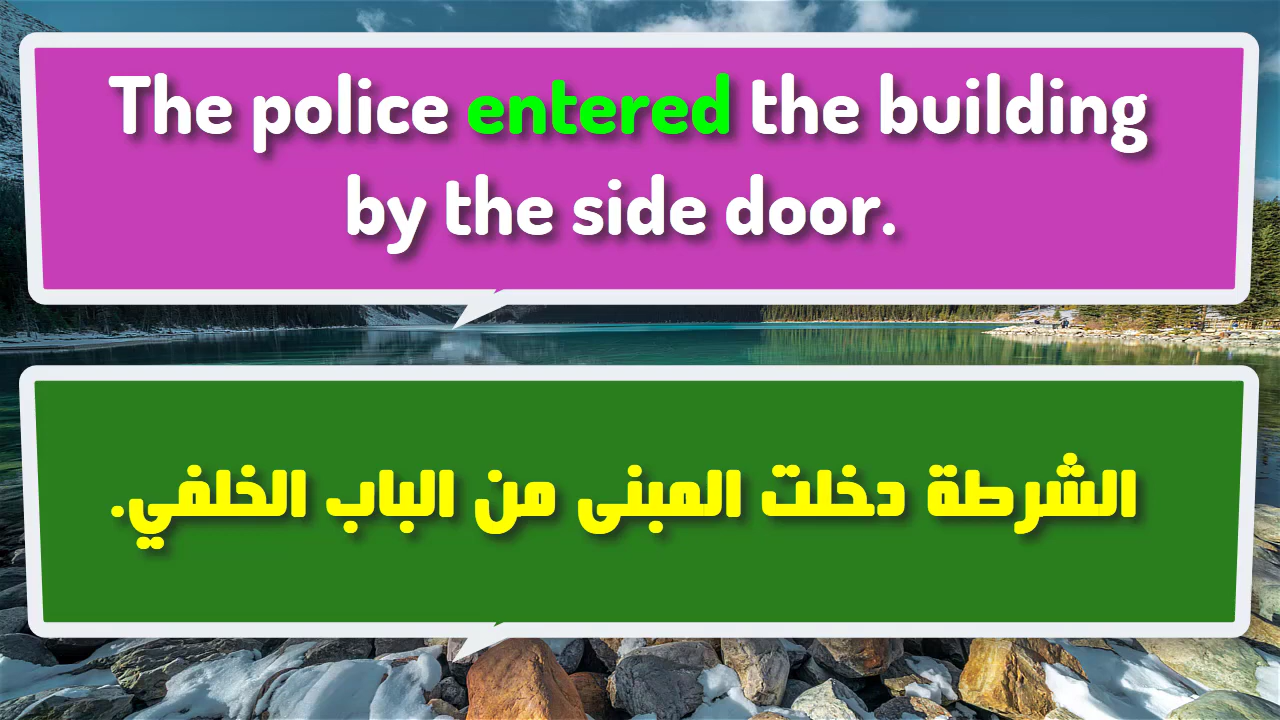 The police entered the building
by the side door.
الشرطة دخلت المبنى من الباب الخلفي.